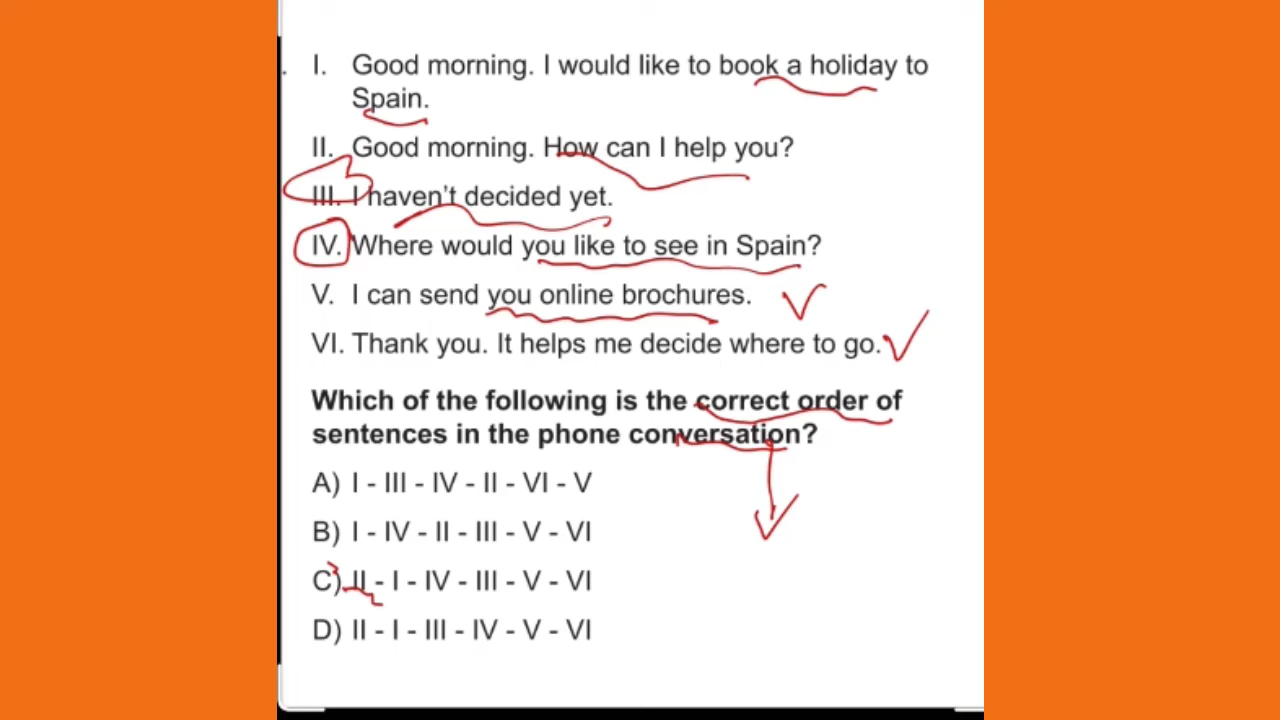 . I. Good morning. I would like to book a holiday to
Spain.
II. Good morning. How can I help you?
III. I haven't decided yet.
IV. Where would you like to see in Spain?
V. I can send you online brochures.
VI. Thank you. It helps me decide where to go.
Which of the following is the correct order of
sentences in the phone conversation?
A) I - III - IV - II - VI - V
B) I - IV - II - III - V - VI
C) II - I - IV - III - V - VI
D) II - I - III - IV - V - VI